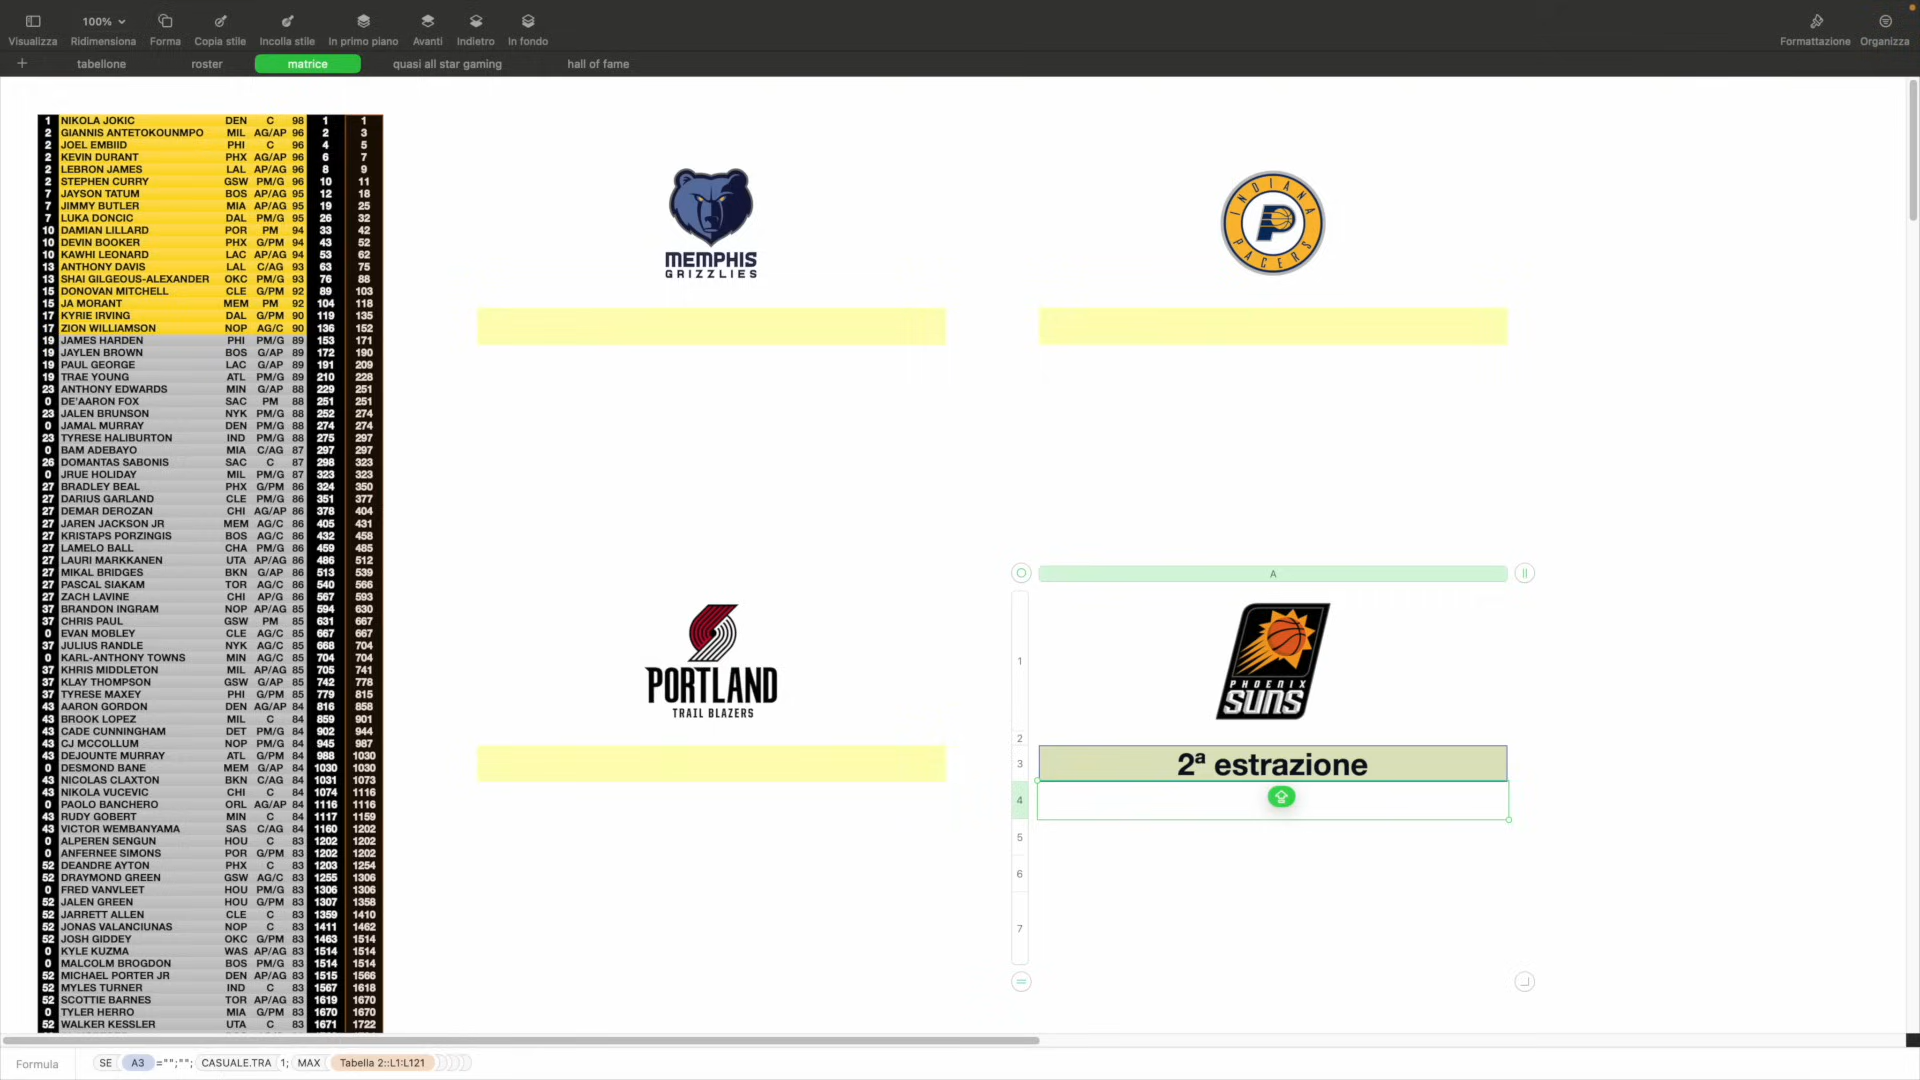 Visualizza
100%
Ridimensiona
Forma
Copia stile
Incolla stile
In primo piano
Avanti
Indietro
In fondo
Formattazione
Organizza
tabellone
roster
matrice
quasi all star gaming
hall of fame
1 NIKOLA JOKIC DEN C 98 1 1
2 GIANNIS ANTETOKOUNMPO MIL AG/AP 96 2 3
2 JOEL EMBIID PHI C 96 4 5
2 KEVIN DURANT PHX AG/AP 96 6 7
2 LEBRON JAMES LAL AP/AG 96 8 9
2 STEPHEN CURRY GSW PM/G 96 10 11
7 JAYSON TATUM BOS AP/AG 95 12 18
7 JIMMY BUTLER MIA AP/AG 95 19 25
7 LUKA DONCIC DAL PM/G 95 26 32
10 DAMIAN LILLARD POR PM 94 33 42
10 DEVIN BOOKER PHX G/PM 94 43 52
10 KAWHI LEONARD LAC AP/AG 94 53 62
13 ANTHONY DAVIS LAL C/AG 93 63 75
13 SHAI GILGEOUS-ALEXANDER OKC PM/G 93 76 88
15 DONOVAN MITCHELL CLE G/PM 92 89 103
15 JA MORANT MEM PM 92 104 118
17 KYRIE IRVING DAL G/PM 90 119 135
17 ZION WILLIAMSON NOP AG/C 90 136 152
19 JAMES HARDEN PHI PM/G 89 153 171
19 JAYLEN BROWN BOS G/AP 89 172 190
19 PAUL GEORGE LAC G/AP 89 191 209
19 TRAE YOUNG ATL PM/G 89 210 228
23 ANTHONY EDWARDS MIN G/AP 88 229 251
0 DE'AARON FOX SAC PM 88 251 251
23 JALEN BRUNSON NYK PM/G 88 252 274
0 JAMAL MURRAY DEN PM/G 88 274 274
23 TYRESE HALIBURTON IND PM/G 88 275 297
0 BAM ADEBAYO MIA C/AG 87 297 297
26 DOMANTAS SABONIS SAC C 87 298 323
0 JRUE HOLIDAY MIL PM/G 87 323 323
27 BRADLEY BEAL PHX G/PM 86 324 350
27 DARIUS GARLAND CLE PM/G 86 351 377
27 DEMAR DEROZAN CHI AG/AP 86 378 404
27 JAREN JACKSON JR MEM AG/C 86 405 431
27 KRISTAPS PORZINGIS BOS AG/C 86 432 458
27 LAMELO BALL CHA PM/G 86 459 485
27 LAURI MARKKANEN UTA AP/AG 86 486 512
27 MIKAL BRIDGES BKN G/AP 86 513 539
27 PASCAL SIAKAM TOR AG/C 86 540 566
27 ZACH LAVINE CHI AP/G 86 567 593
37 BRANDON INGRAM NOP AP/AG 85 594 630
37 CHRIS PAUL GSW PM 85 631 667
0 EVAN MOBLEY CLE AG/C 85 667 667
37 JULIUS RANDLE NYK AG/C 85 668 704
0 KARL-ANTHONY TOWNS MIN AG/C 85 704 704
37 KHRIS MIDDLETON MIL AP/AG 85 705 741
37 KLAY THOMPSON GSW G/AP 85 742 778
37 TYRESE MAXEY PHI G/PM 85 779 815
43 AARON GORDON DEN AG/AP 84 816 858
43 BROOK LOPEZ MIL C 84 859 901
43 CADE CUNNINGHAM DET PM/G 84 902 944
43 CJ MCCOLLUM NOP PM/G 84 945 987
43 DEJOUNTE MURRAY ATL G/PM 84 988 1030
0 DESMOND BANE MEM G/AP 84 1030 1030
43 NICOLAS CLAXTON BKN C/AG 84 1031 1073
43 NIKOLA VUCEVIC CHI C 84 1074 1116
0 PAOLO BANCHERO ORL AG/AP 84 1116 1116
43 RUDY GOBERT MIN C 84 1117 1159
43 VICTOR WEMBANYAMA SAS C/AG 84 1160 1202
0 ALPEREN SENGUN HOU C 83 1202 1202
0 ANFERNEE SIMONS POR G/PM 83 1202 1202
52 DEANDRE AYTON PHX C 83 1203 1254
52 DRAYMOND GREEN GSW AG/C 83 1255 1306
0 FRED VANVLEET HOU PM/G 83 1306 1306
52 JALEN GREEN HOU G/PM 83 1307 1358
52 JARRETT ALLEN CLE C 83 1359 1410
52 JONAS VALANCIUNAS NOP C 83 1411 1462
52 JOSH GIDDEY OKC G/PM 83 1463 1514
0 KYLE KUZMA WAS AP/AG 83 1514 1514
0 MALCOLM BROGDON BOS PM/G 83 1514 1514
52 MICHAEL PORTER JR DEN AP/AG 83 1515 1566
52 MYLES TURNER IND C 83 1567 1618
52 SCOTTIE BARNES TOR AP/AG 83 1619 1670
0 TYLER HERRO MIA G/PM 83 1670 1670
52 WALKER KESSLER UTA C 83 1671 1722
MEMPHIS
GRIZZLIES
INDIANA
P
PACERS
PORTLAND
TRAIL BLAZERS
A
1
PHOENIX
SUNS
2
3
2ª estrazione
4
5
6
7
Formula
SE A3 ="";""; CASUALE.TRA 1; MAX Tabella 2::L1:L121